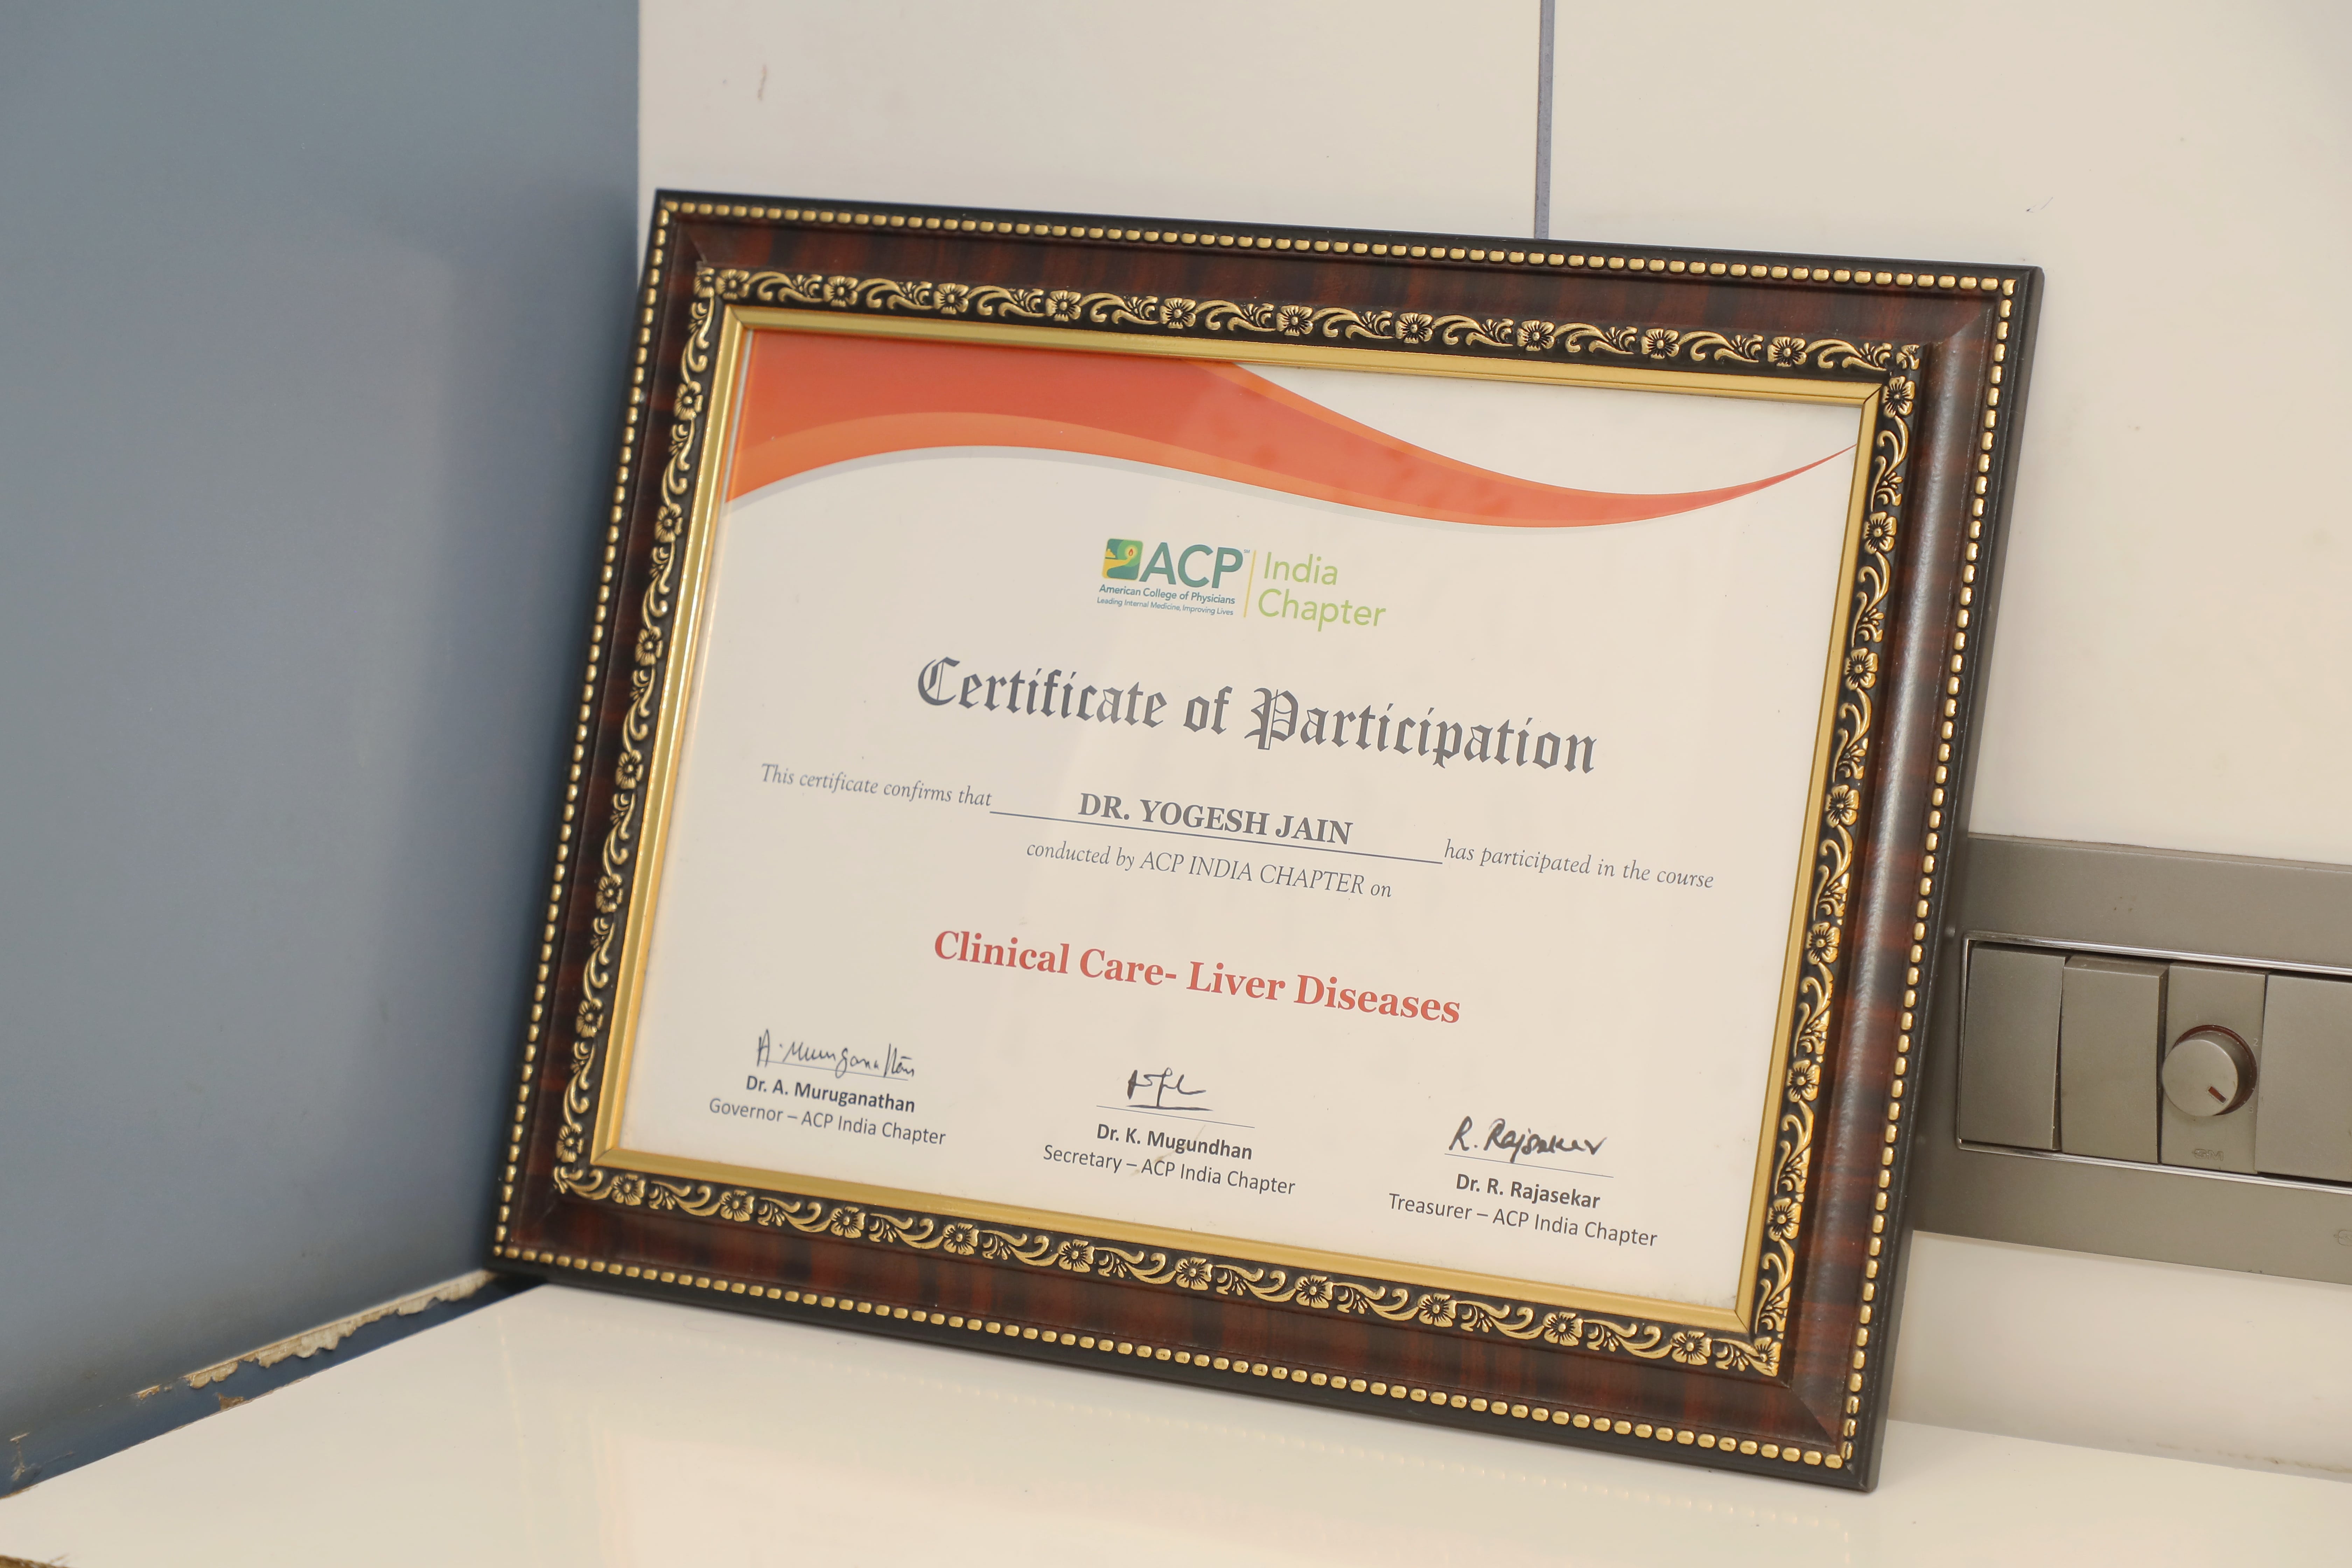 ACP India
American College of Physicians Chapter
Leading Internal Medicine, Improving Lives
Certificate of Participation
This certificate confirms that DR. YOGESH JAIN has participated in the course
conducted by ACP INDIA CHAPTER on
Clinical Care- Liver Diseases
A. Muruganathan
Dr. A. Muruganathan
Governor – ACP India Chapter
Dr. K. Mugundhan
Secretary – ACP India Chapter
R. Rajasekar
Dr. R. Rajasekar
Treasurer – ACP India Chapter